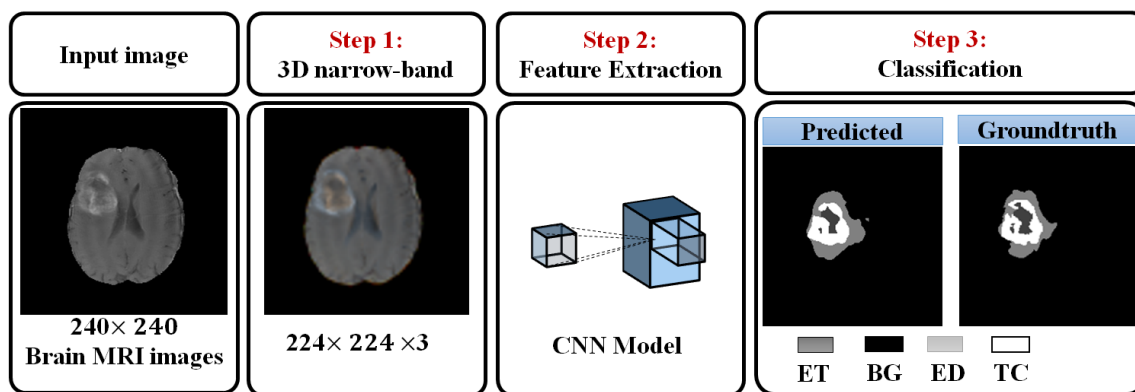 Input image
Step 1:
3D narrow-band
Step 2:
Feature Extraction
Step 3:
Classification
240× 240
Brain MRI images
224× 224 ×3
CNN Model
Predicted
Groundtruth
ET
BG
ED
TC